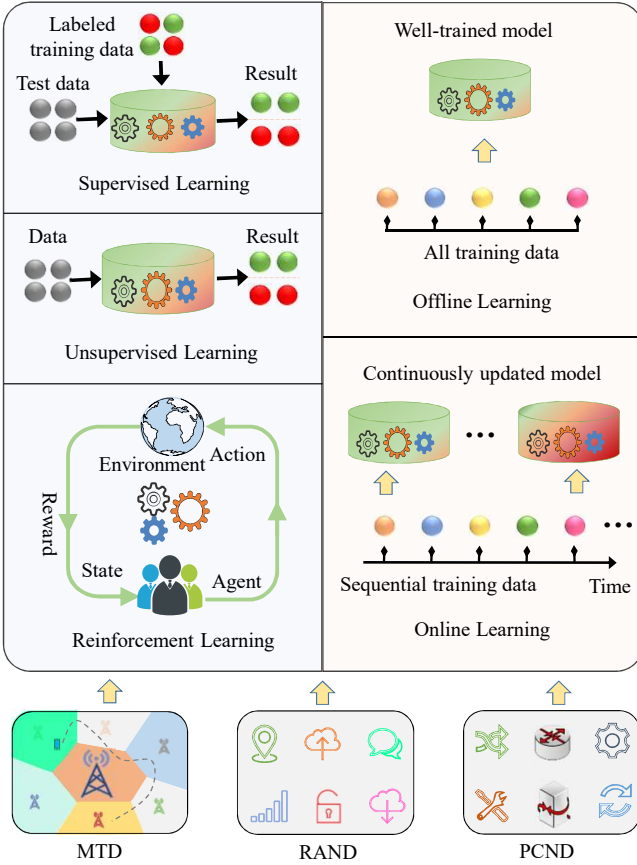 Labeled
training data
Test data
Result
Supervised Learning
Data
Result
Unsupervised Learning
Environment
Action
Reward
State
Agent
Reinforcement Learning
Well-trained model
All training data
Offline Learning
Continuously updated model
Sequential training data
Time
Online Learning
MTD
RAND
PCND